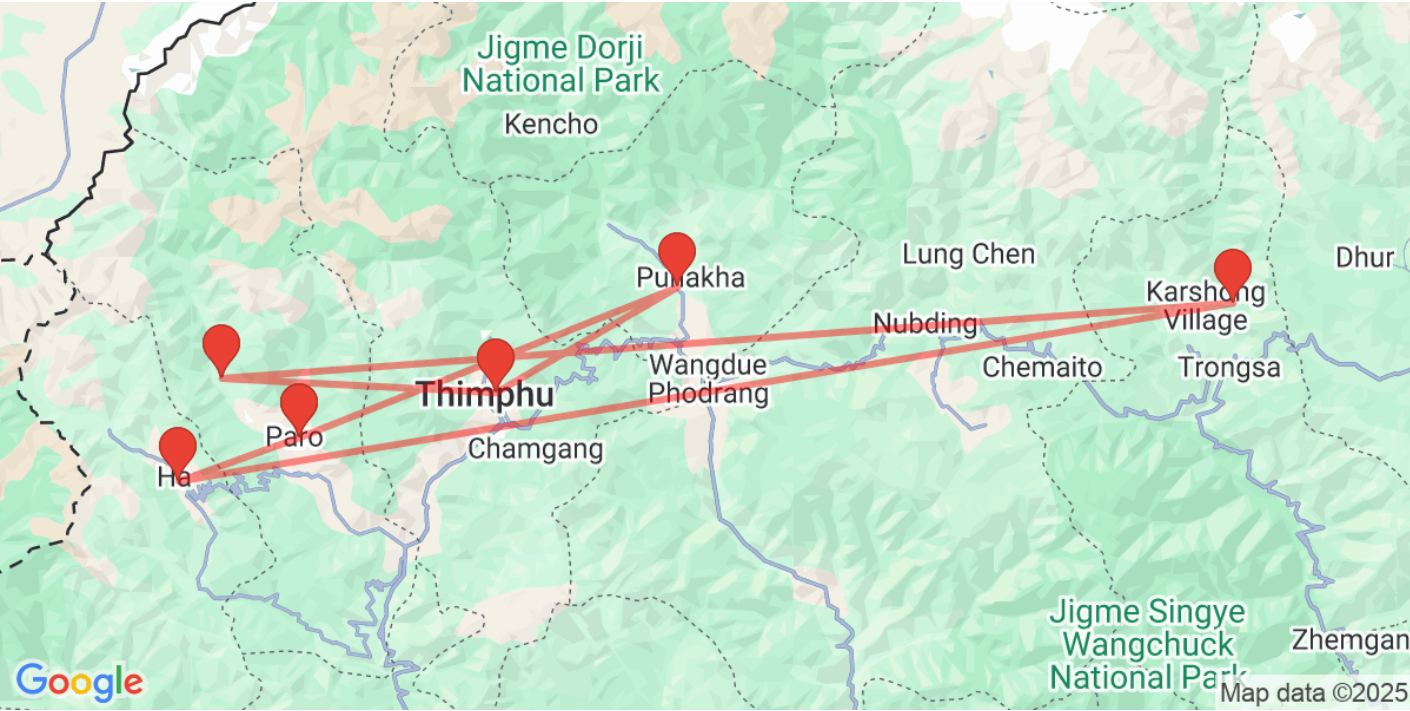 Jigme Dorji
National Park
Kencho
Punakha
Lung Chen
Dhur
Karshong
Village
Nubding
Wangdue
Phodrang
Chemaito
Trongsa
Thimphu
Paro
Chamgang
Ha
Jigme Singye
Wangchuck
National Park
Zhemgan
Google
Map data ©2025